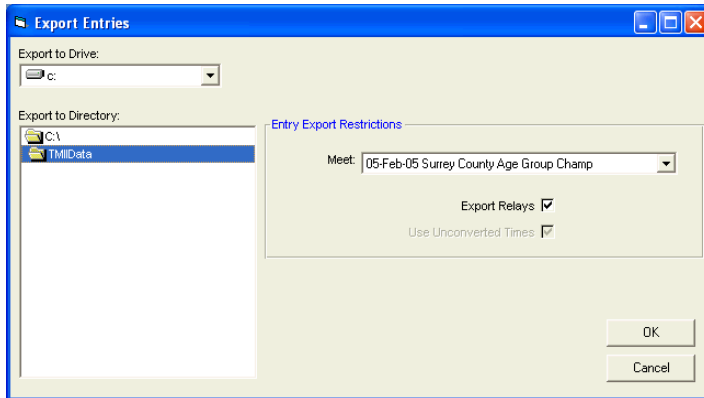 Export Entries
Export to Drive:
c:
Export to Directory:
C:\
TMIIData
Entry Export Restrictions
Meet: 05-Feb-05 Surrey County Age Group Champ
Export Relays
Use Unconverted Times
OK
Cancel